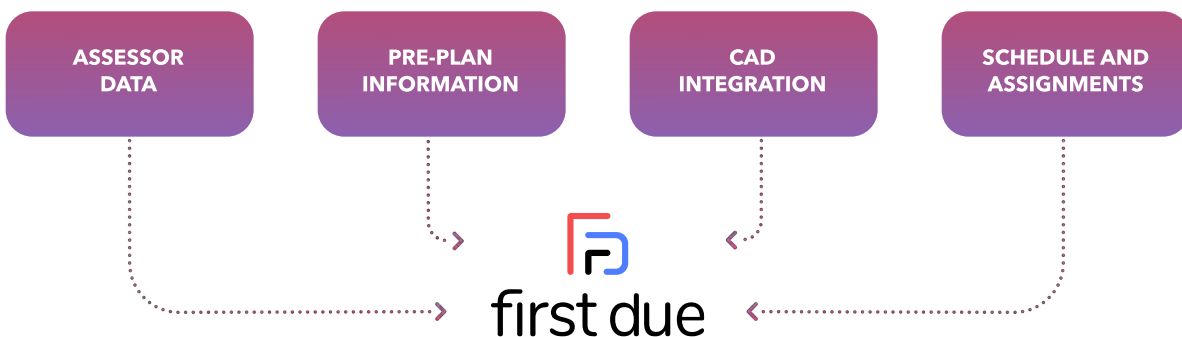 ASSESSOR
DATA
PRE-PLAN
INFORMATION
CAD
INTEGRATION
SCHEDULE AND
ASSIGNMENTS
first due